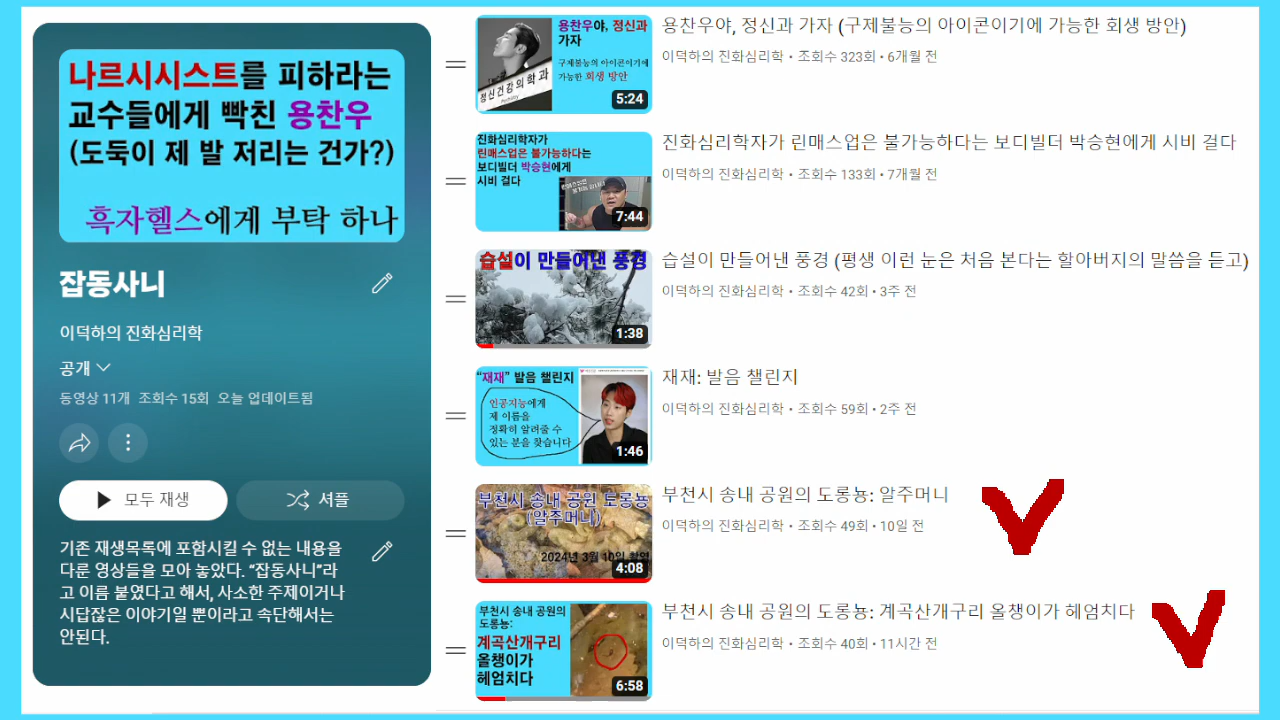 나르시시스트를 피하라는
교수들에게 빡친 용찬우
(도둑이 제 발 저리는 건가?)
흑자헬스에게 부탁 하나
잡동사니
이덕하의 진화심리학
공개
동영상 11개 조회수 15회 오늘 업데이트됨
모두 재생
셔플
기존 재생목록에 포함시킬 수 없는 내용을
다룬 영상들을 모아 놓았다. “잡동사니”라
고 이름 붙였다고 해서, 사소한 주제이거나
시답잖은 이야기일 뿐이라고 속단해서는
안된다.
용찬우야, 정신과
가자
구제불능의 아이콘이기에
가능한 회생 방안
정신건강의학과
5:24
용찬우야, 정신과 가자 (구제불능의 아이콘이기에 가능한 회생 방안)
이덕하의 진화심리학 • 조회수 323회 • 6개월 전
진화심리학자가
린매스업은 불가능하다는
보디빌더 박승현에게
시비 걸다
7:44
진화심리학자가 린매스업은 불가능하다는 보디빌더 박승현에게 시비 걸다
이덕하의 진화심리학 • 조회수 133회 • 7개월 전
습설이 만들어낸 풍경
1:38
습설이 만들어낸 풍경 (평생 이런 눈은 처음 본다는 할아버지의 말씀을 듣고)
이덕하의 진화심리학 • 조회수 42회 • 3주 전
“재재” 발음 챌린지
인공지능에게
제 이름을
정확히 알려줄 수
있는 분을 찾습니다
1:46
재재: 발음 챌린지
이덕하의 진화심리학 • 조회수 59회 • 2주 전
부천시 송내 공원 도롱뇽
(알주머니)
2024년 3월 10일 촬영
4:08
부천시 송내 공원의 도롱뇽: 알주머니
이덕하의 진화심리학 • 조회수 49회 • 10일 전
부천시 송내 공원의
도롱뇽:
계곡산개구리
올챙이가
헤엄치다
6:58
부천시 송내 공원의 도롱뇽: 계곡산개구리 올챙이가 헤엄치다
이덕하의 진화심리학 • 조회수 40회 • 11시간 전